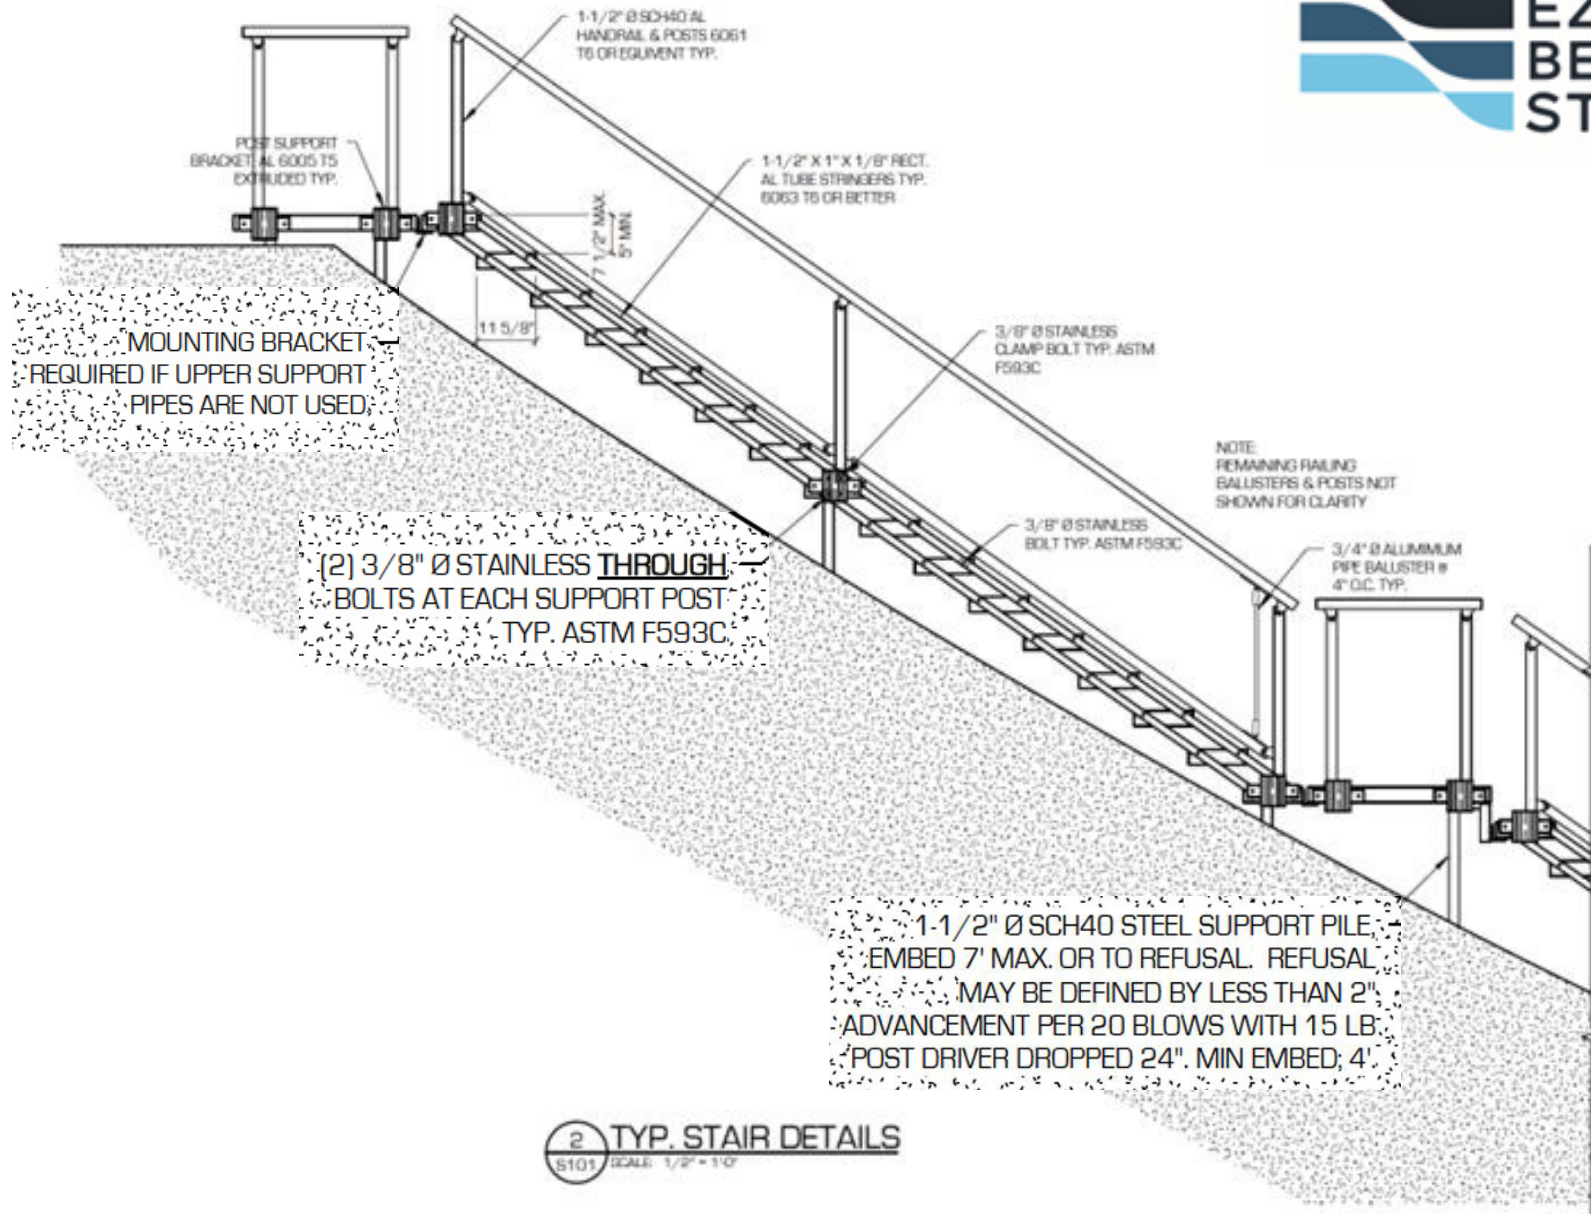 1-1/2" Ø SCH40 AL
HANDRAIL & POSTS 6061
T6 OR EQUIVENT TYP.
EZ
BE
ST
POST SUPPORT
BRACKET: AL 6005 T5
EXTRUDED TYP.
1-1/2" X 1" X 1/8" RECT.
AL TUBE STRINGERS TYP.
6063 T6 OR BETTER
7 1/2" MAX.
5" MIN.
11 5/8"
MOUNTING BRACKET
REQUIRED IF UPPER SUPPORT
PIPES ARE NOT USED
3/8" Ø STAINLESS
CLAMP BOLT TYP. ASTM
F593C
NOTE:
REMAINING RAILING
BALUSTERS & POSTS NOT
SHOWN FOR CLARITY
(2) 3/8" Ø STAINLESS THROUGH
BOLTS AT EACH SUPPORT POST
TYP. ASTM F593C
3/8" Ø STAINLESS
BOLT TYP. ASTM F593C
3/4" Ø ALUMIMUM
PIPE BALUSTER @
4" O.C. TYP.
1-1/2" Ø SCH40 STEEL SUPPORT PILE,
EMBED 7' MAX. OR TO REFUSAL. REFUSAL
MAY BE DEFINED BY LESS THAN 2"
ADVANCEMENT PER 20 BLOWS WITH 15 LB
POST DRIVER DROPPED 24". MIN EMBED; 4'
2
S101
TYP. STAIR DETAILS
SCALE: 1/2" = 1'0"